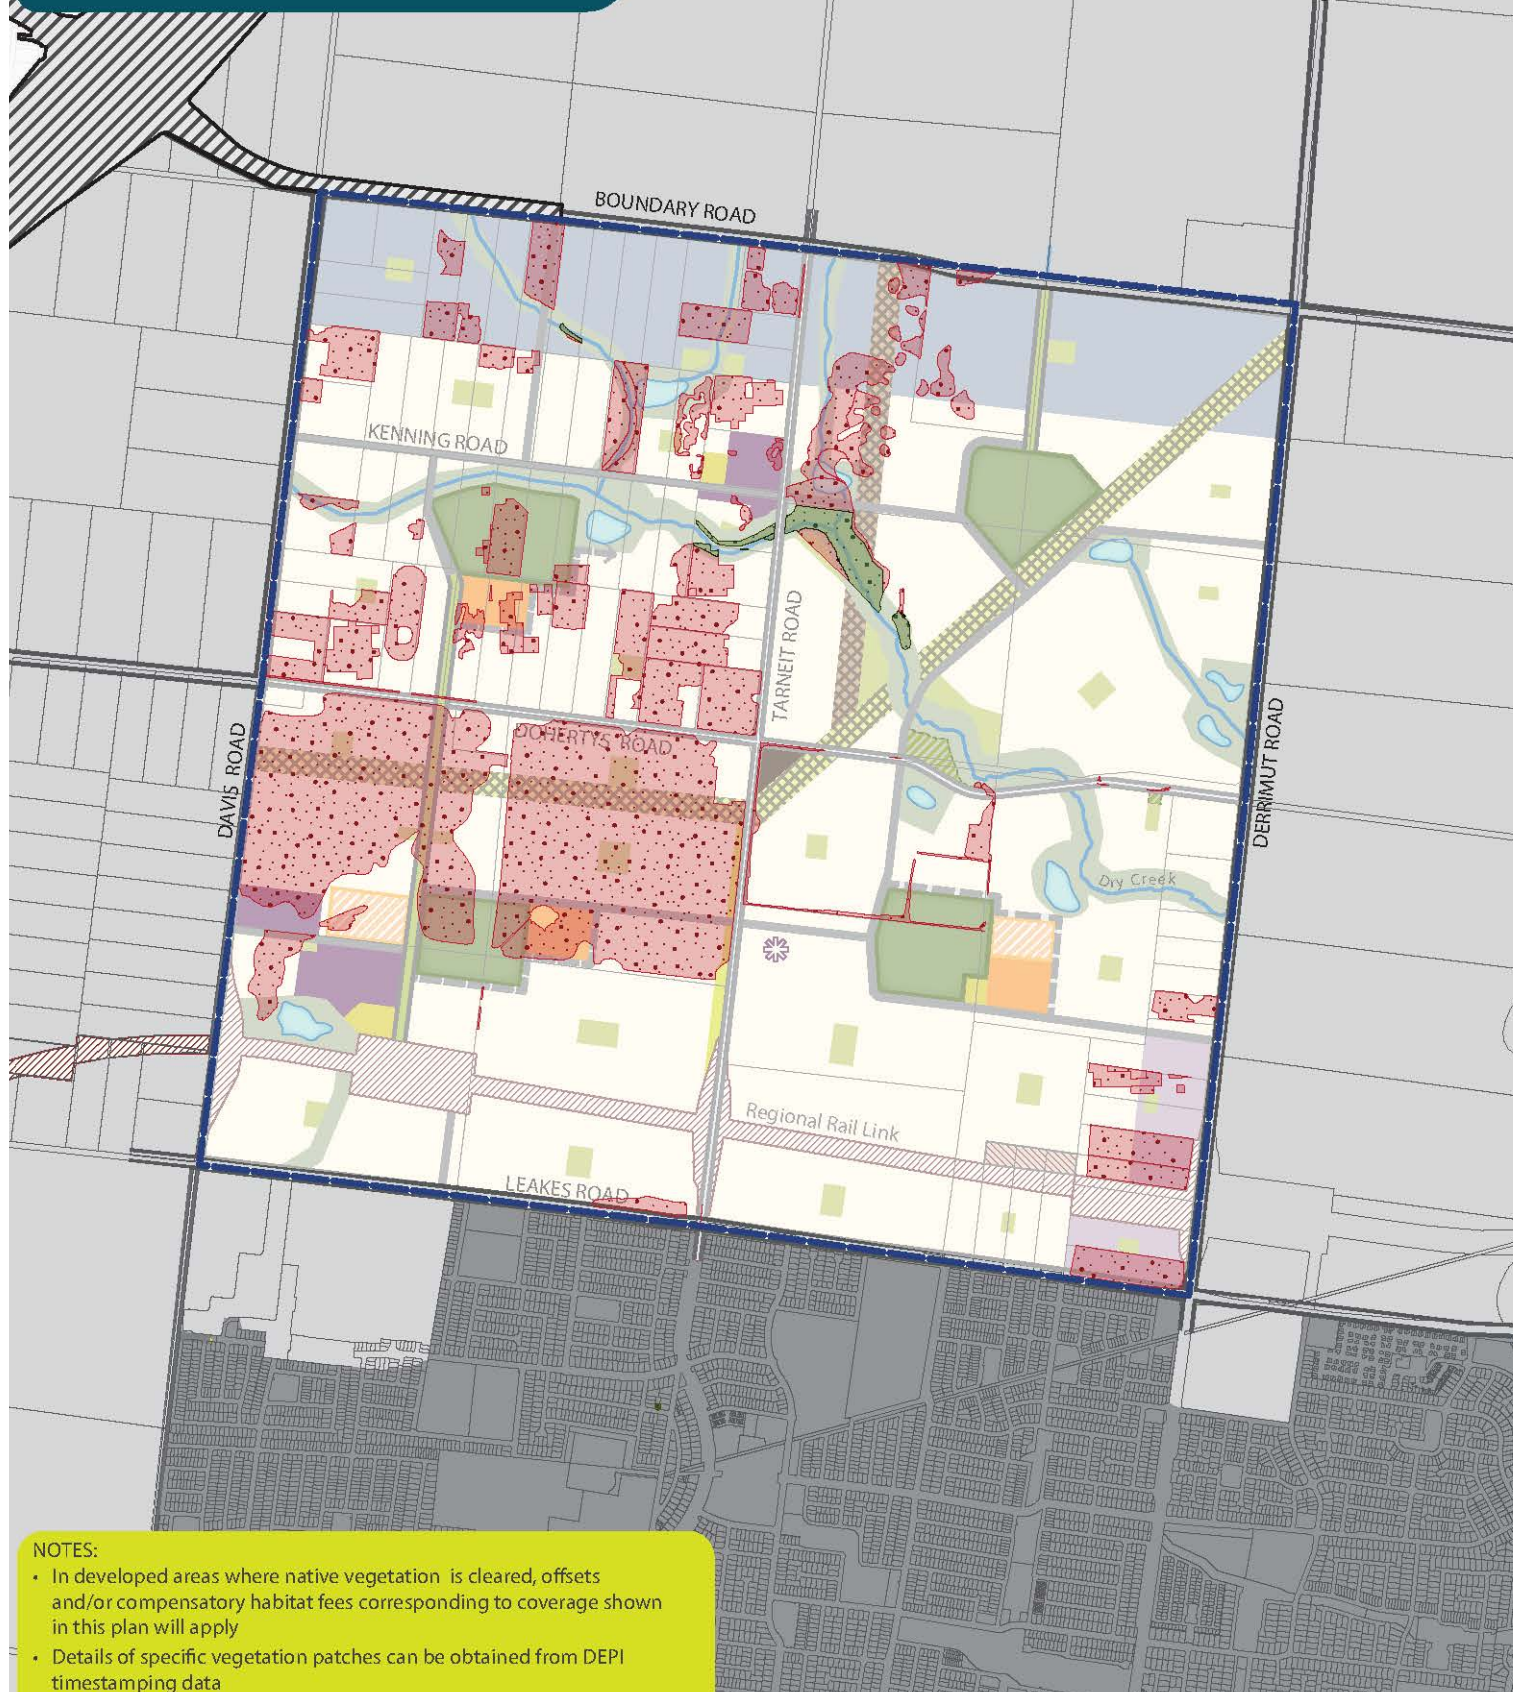 BOUNDARY ROAD
KENNING ROAD
TARNEIT ROAD
DOHERTYS ROAD
DAVIS ROAD
DERRIMUT ROAD
Dry Creek
Regional Rail Link
LEAKES ROAD
NOTES:
• In developed areas where native vegetation is cleared, offsets
and/or compensatory habitat fees corresponding to coverage shown
in this plan will apply
• Details of specific vegetation patches can be obtained from DEPI
timestamping data